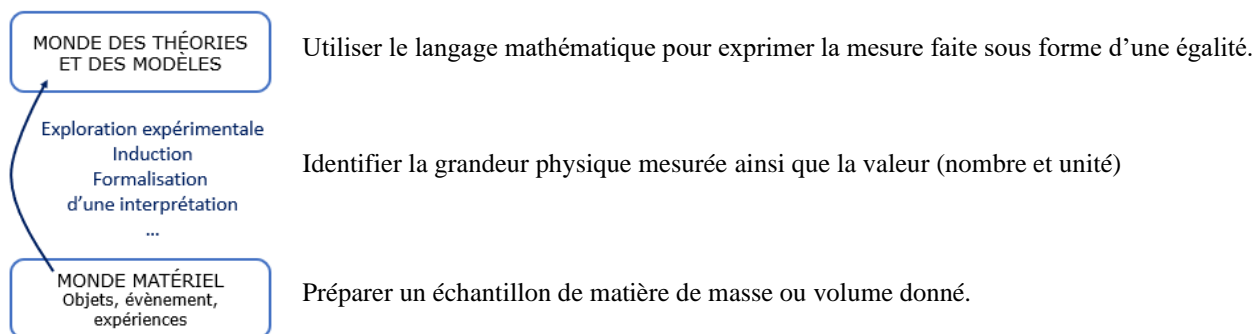 MONDE DES THÉORIES
ET DES MODÈLES
Utiliser le langage mathématique pour exprimer la mesure faite sous forme d’une égalité.
Exploration expérimentale
Induction
Formalisation
d’une interprétation
...
Identifier la grandeur physique mesurée ainsi que la valeur (nombre et unité)
MONDE MATÉRIEL
Objets, évènement,
expériences
Préparer un échantillon de matière de masse ou volume donné.